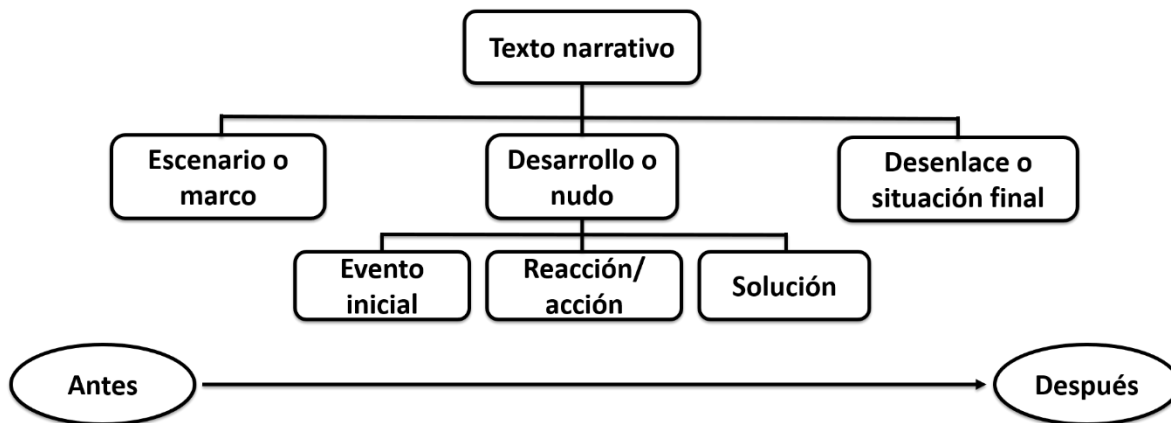 Texto narrativo
Escenario o
marco
Desarrollo o
nudo
Desenlace o
situación final
Evento
inicial
Reacción/
acción
Solución
Antes
Después